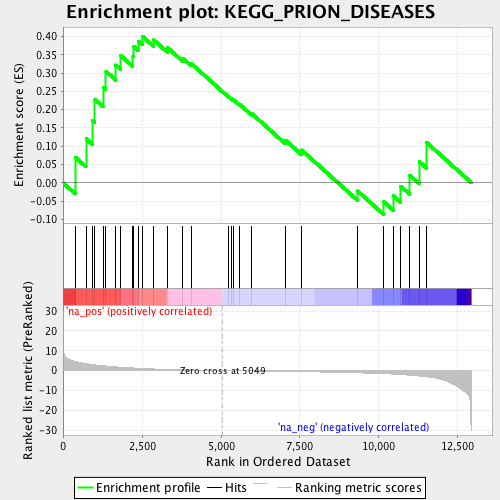 Enrichment plot: KEGG_PRION_DISEASES
Enrichment score (ES)
0.40
0.35
0.30
0.25
0.20
0.15
0.10
0.05
0.00
-0.05
-0.10
'na_pos' (positively correlated)
Ranked list metric (PreRanked)
30
20
10
0
-10
-20
-30
Zero cross at 5049
'na_neg' (negatively correlated)
0 2,500 5,000 7,500 10,000 12,500
Rank in Ordered Dataset
Enrichment profile Hits Ranking metric scores